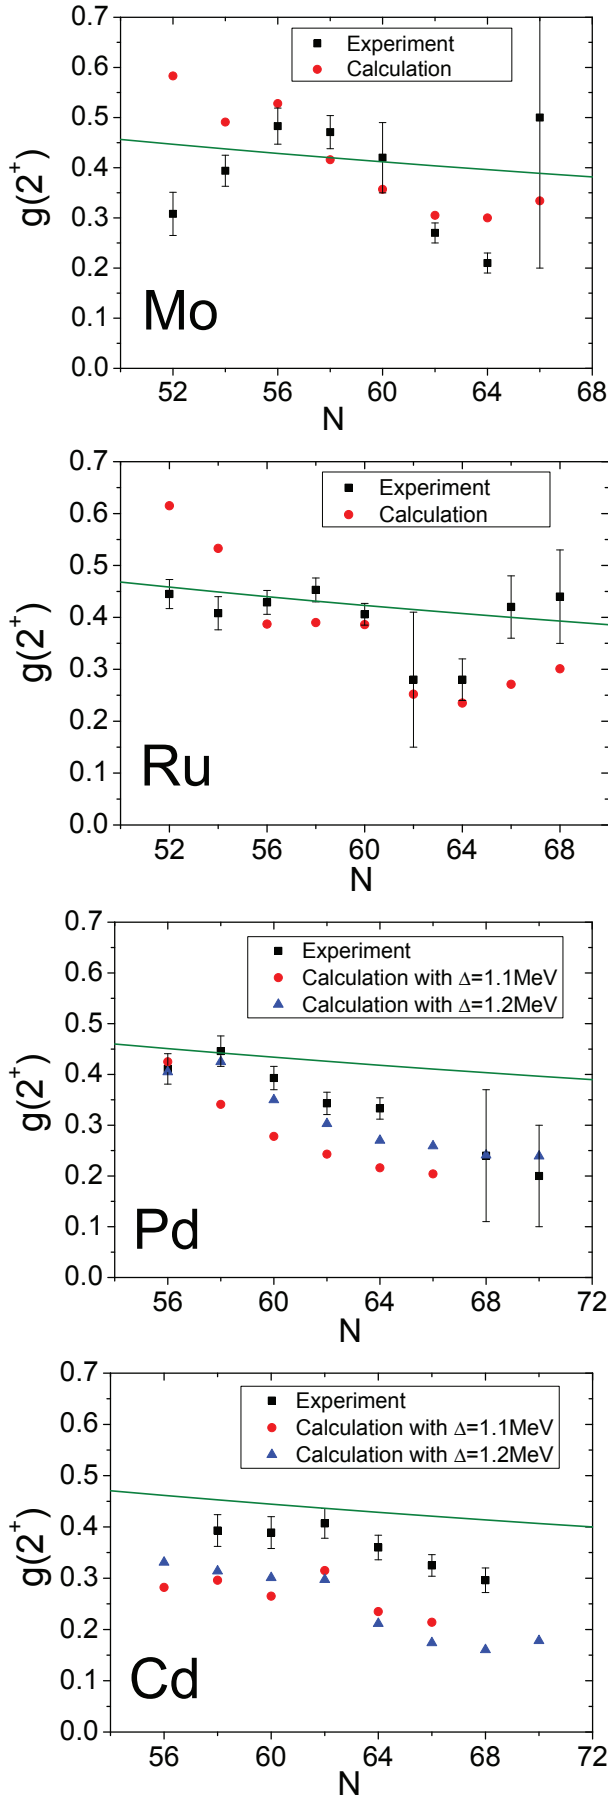 0.7
0.6
0.5
0.4
0.3
0.2
0.1
0.0
g(2⁺)
Experiment
Calculation
Mo
52 56 60 64 68
N
0.7
0.6
0.5
0.4
0.3
0.2
0.1
0.0
g(2⁺)
Experiment
Calculation
Ru
52 56 60 64 68
N
0.7
0.6
0.5
0.4
0.3
0.2
0.1
0.0
g(2⁺)
Experiment
Calculation with Δ=1.1MeV
Calculation with Δ=1.2MeV
Pd
56 60 64 68 72
N
0.7
0.6
0.5
0.4
0.3
0.2
0.1
0.0
g(2⁺)
Experiment
Calculation with Δ=1.1MeV
Calculation with Δ=1.2MeV
Cd
56 60 64 68 72
N